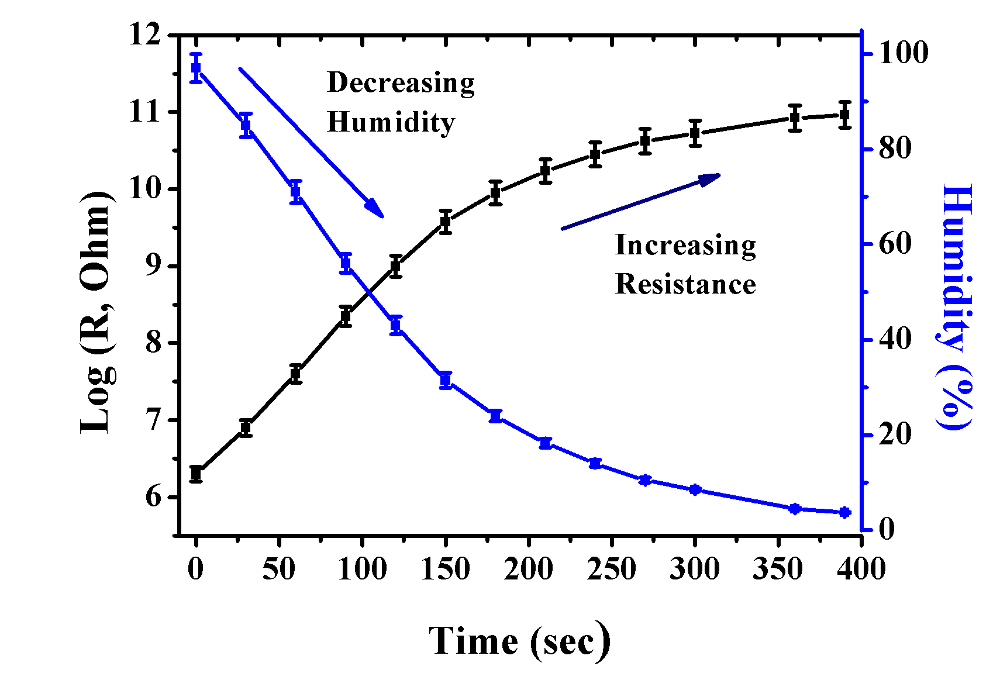 12
11
10
9
8
7
6
Log (R, Ohm)
Decreasing
Humidity
Increasing
Resistance
100
80
60
40
20
0
Humidity (%)
0 50 100 150 200 250 300 350 400
Time (sec)